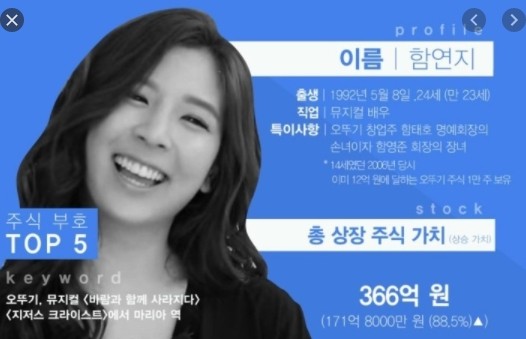 profile
이름 | 함연지
출생 | 1992년 5월 8일 ,24세 (만 23세)
직업 | 뮤지컬 배우
특이사항 | 오뚜기 창업주 함태호 명예회장의
손녀이자 함영준 회장의 장녀
* 14세였던 2006년 당시
이미 12억 원에 달하는 오뚜기 주식 1만 주 보유
주식 부호
TOP 5
keyword
오뚜기, 뮤지컬 <바람과 함께 사라지다>
<지저스 크라이스트>에서 마리아 역
stock
총 상장 주식 가치 (상승 가치)
366억 원
(171억 8000만 원 (88.5%)▲)